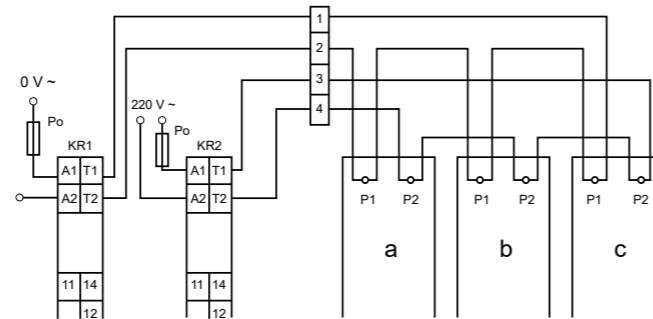 1
2
3
4
0 V ~
Po
KR1
A1 T1
A2 T2
11 14
12
220 V ~
Po
KR2
A1 T1
A2 T2
11 14
12
P1 P2
a
P1 P2
b
P1 P2
c